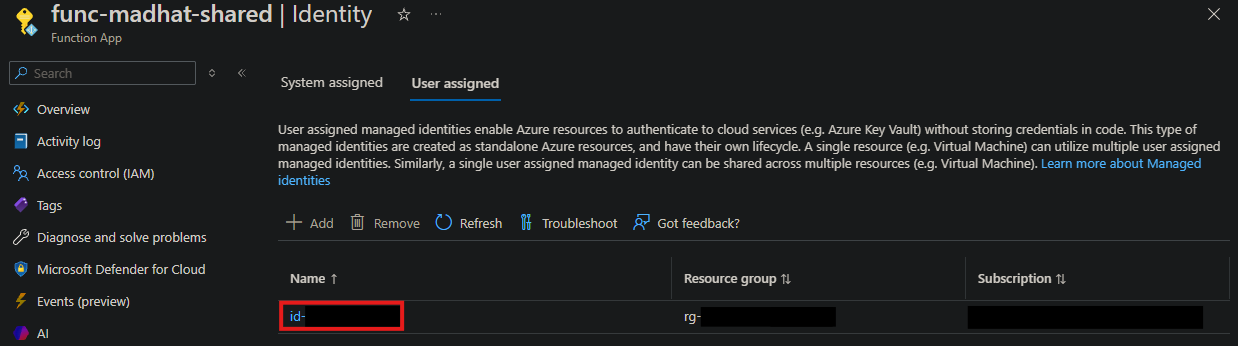 func-madhat-shared | Identity
Function App
Search
Overview
Activity log
Access control (IAM)
Tags
Diagnose and solve problems
Microsoft Defender for Cloud
Events (preview)
AI
System assigned
User assigned
User assigned managed identities enable Azure resources to authenticate to cloud services (e.g. Azure Key Vault) without storing credentials in code. This type of
managed identities are created as standalone Azure resources, and have their own lifecycle. A single resource (e.g. Virtual Machine) can utilize multiple user assigned
managed identities. Similarly, a single user assigned managed identity can be shared across multiple resources (e.g. Virtual Machine). Learn more about Managed
identities
Add Remove Refresh Troubleshoot Got feedback?
Name ↑ Resource group ↑↓ Subscription ↑↓
id- rg-